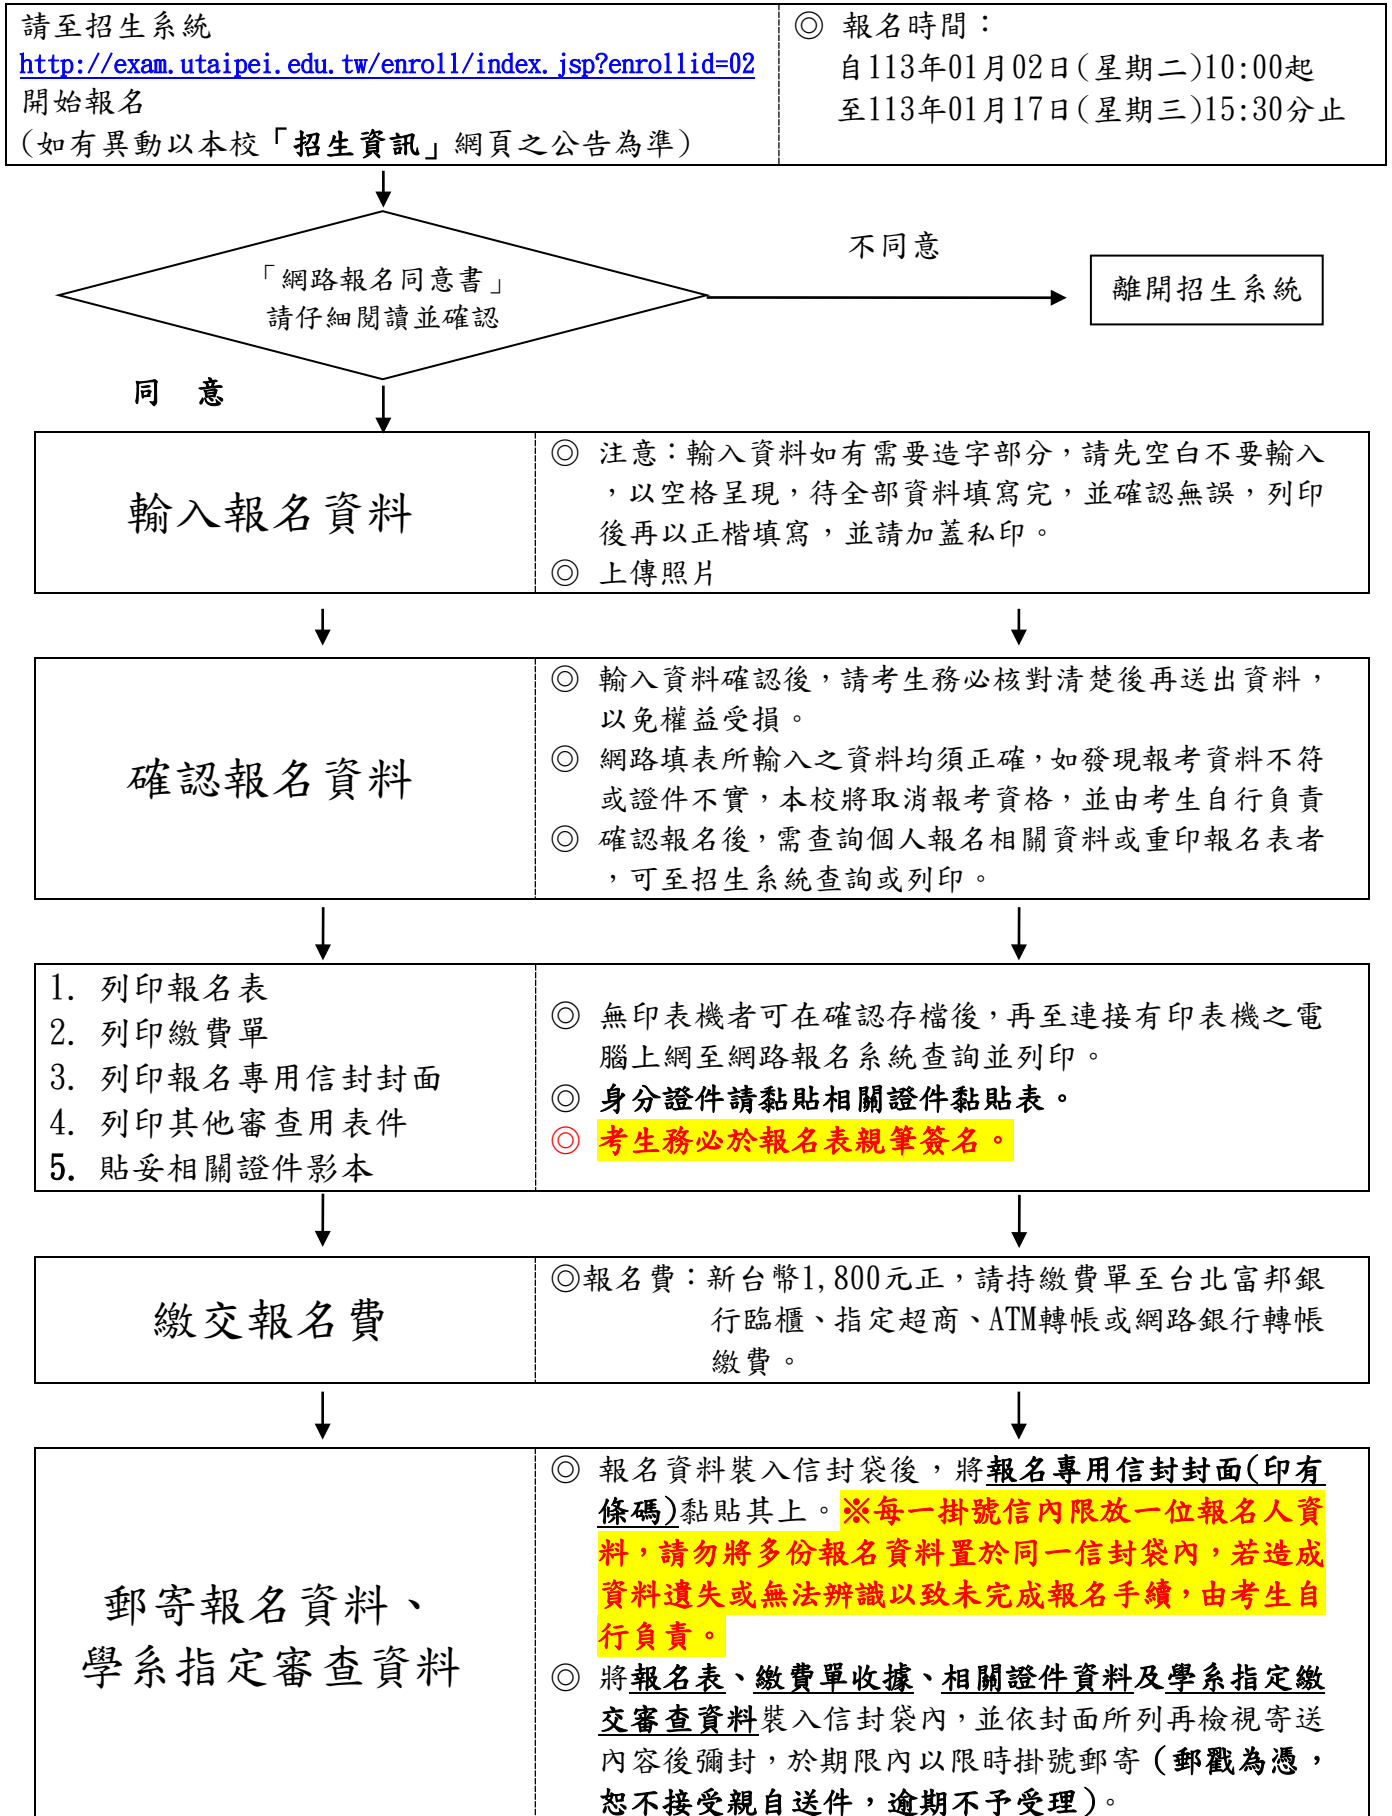 請至招生系統
http://exam.utaipei.edu.tw/enroll/index.jsp?enrollid=02
開始報名
(如有異動以本校「招生資訊」網頁之公告為準)
◎ 報名時間：
自113年01月02日(星期二)10:00起
至113年01月17日(星期三)15:30分止
「網路報名同意書」
請仔細閱讀並確認
不同意
離開招生系統
同 意
輸入報名資料
◎ 注意：輸入資料如有需要造字部分，請先空白不要輸入
，以空格呈現，待全部資料填寫完，並確認無誤，列印
後再以正楷填寫，並請加蓋私印。
◎ 上傳照片
確認報名資料
◎ 輸入資料確認後，請考生務必核對清楚後再送出資料，
以免權益受損。
◎ 網路填表所輸入之資料均須正確，如發現報考資料不符
或證件不實，本校將取消報考資格，並由考生自行負責
◎ 確認報名後，需查詢個人報名相關資料或重印報名表者
，可至招生系統查詢或列印。
1. 列印報名表
2. 列印繳費單
3. 列印報名專用信封封面
4. 列印其他審查用表件
5. 貼妥相關證件影本
◎ 無印表機者可在確認存檔後，再至連接有印表機之電
腦上網至網路報名系統查詢並列印。
◎ 身分證件請黏貼相關證件黏貼表。
◎ 考生務必於報名表親筆簽名。
繳交報名費
◎報名費：新台幣1,800元正，請持繳費單至台北富邦銀
行臨櫃、指定超商、ATM轉帳或網路銀行轉帳
繳費。
郵寄報名資料、
學系指定審查資料
◎ 報名資料裝入信封袋後，將報名專用信封封面(印有
條碼)黏貼其上。※每一掛號信內限放一位報名人資
料，請勿將多份報名資料置於同一信封袋內，若造成
資料遺失或無法辨識以致未完成報名手續，由考生自
行負責。
◎ 將報名表、繳費單收據、相關證件資料及學系指定繳
交審查資料裝入信封袋內，並依封面所列再檢視寄送
內容後彌封，於期限內以限時掛號郵寄(郵戳為憑，
恕不接受親自送件，逾期不予受理)。